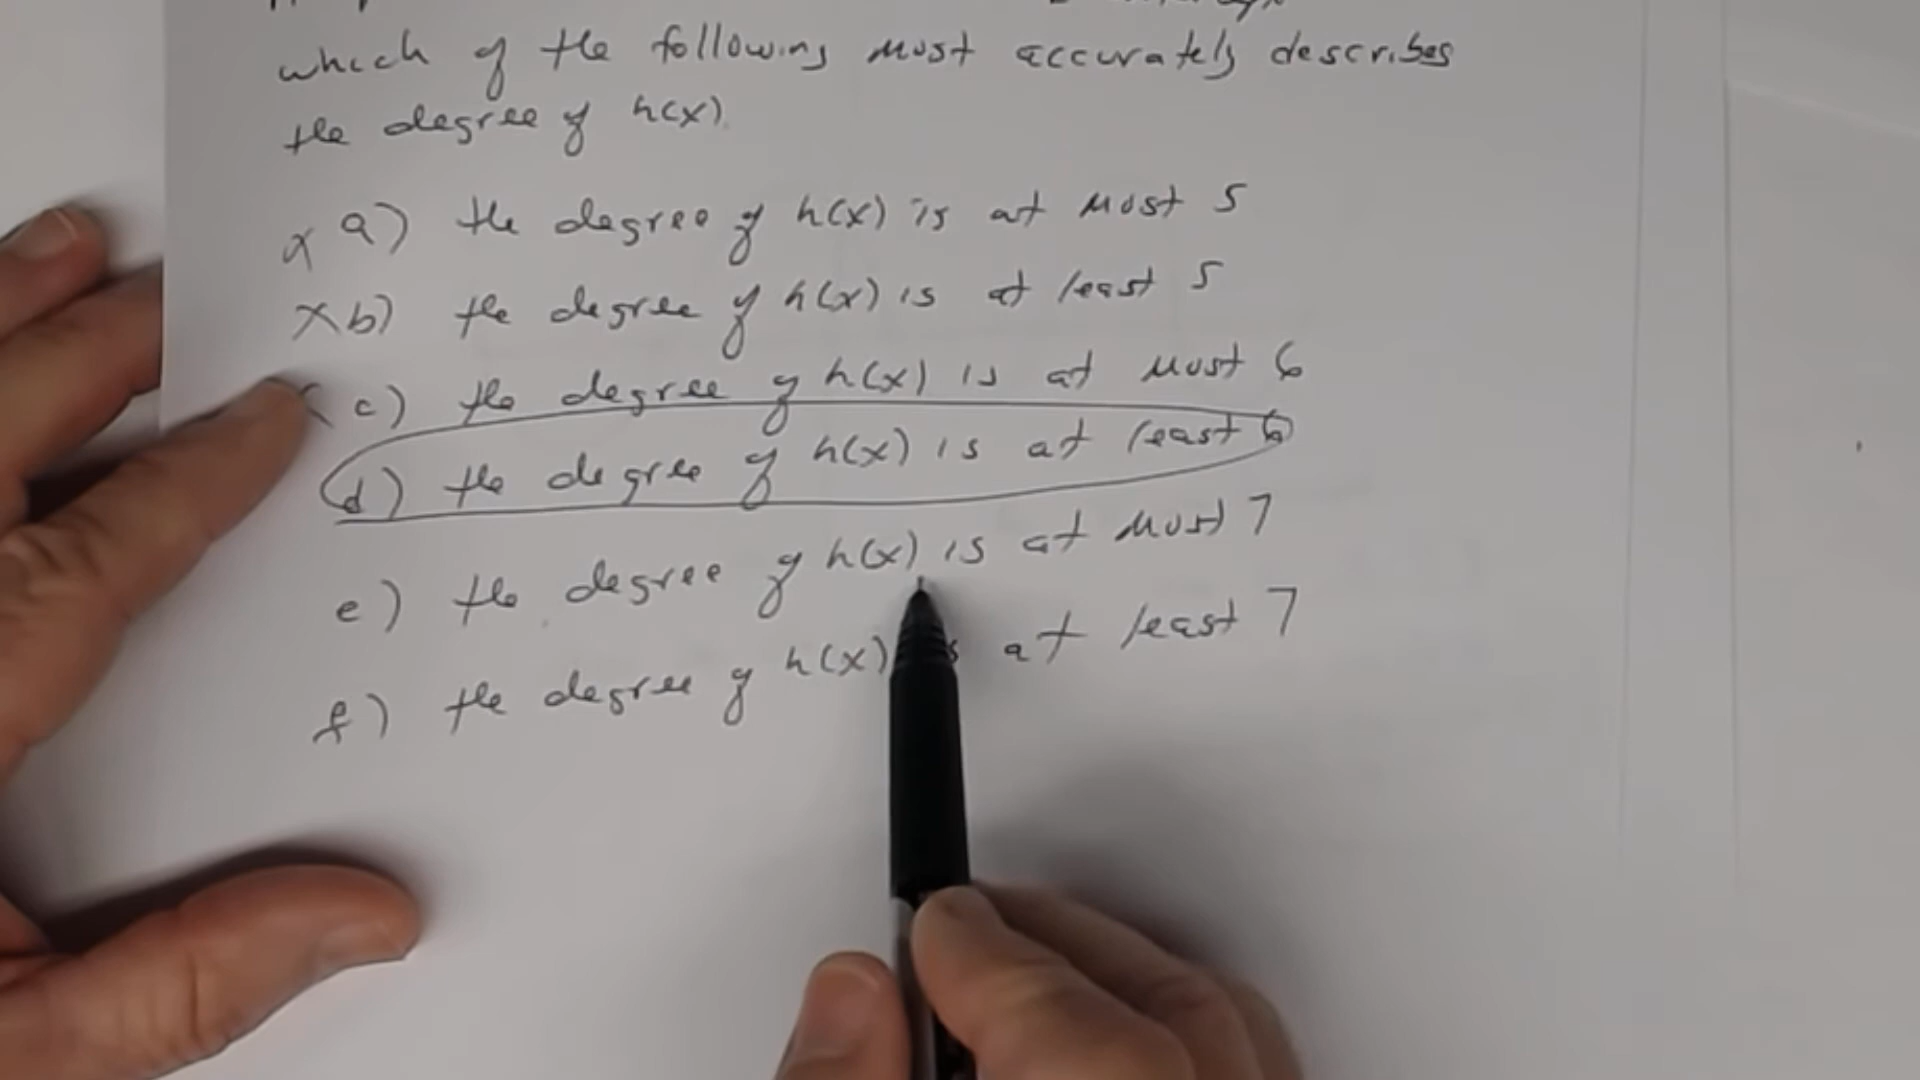 which of the following most accurately describes
the degree of h(x).
x a) the degree of h(x) is at most 5
x b) the degree of h(x) is at least 5
c) the degree of h(x) is at most 6
d) the degree of h(x) is at least 6
e) the degree of h(x) is at most 7
f) the degree of h(x) at least 7